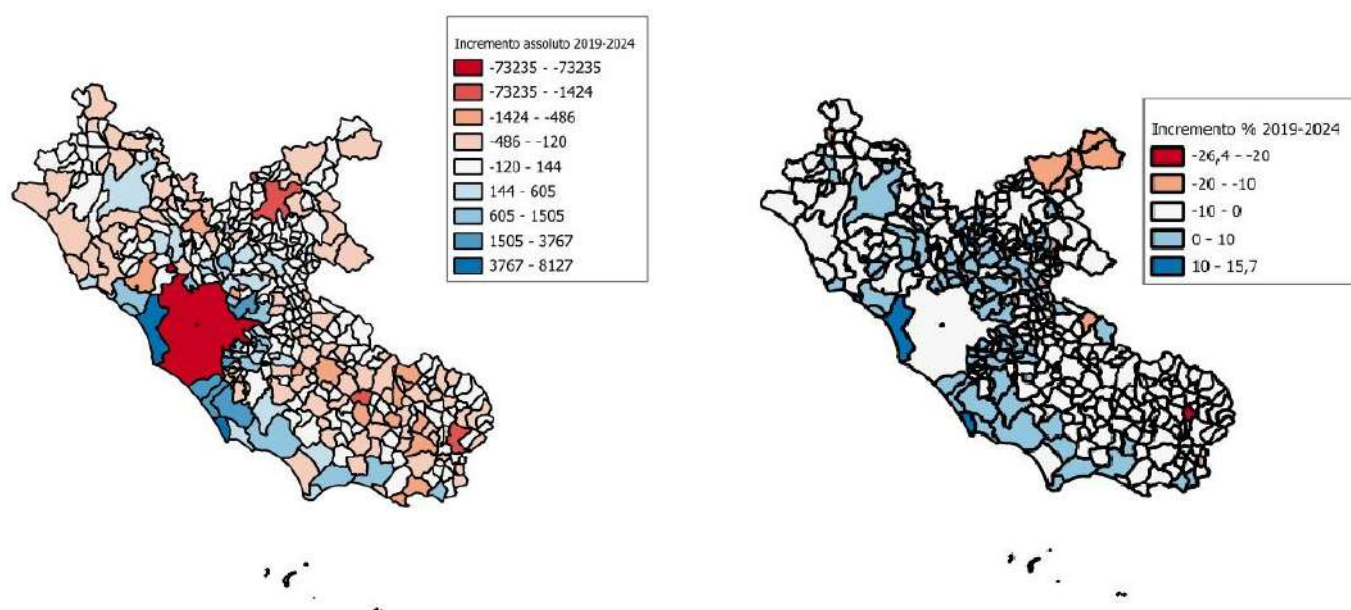 Incremento assoluto 2019-2024
-73235 - -73235
-73235 - -1424
-1424 - -486
-486 - -120
-120 - 144
144 - 605
605 - 1505
1505 - 3767
3767 - 8127
Incremento % 2019-2024
-26,4 - -20
-20 - -10
-10 - 0
0 - 10
10 - 15,7